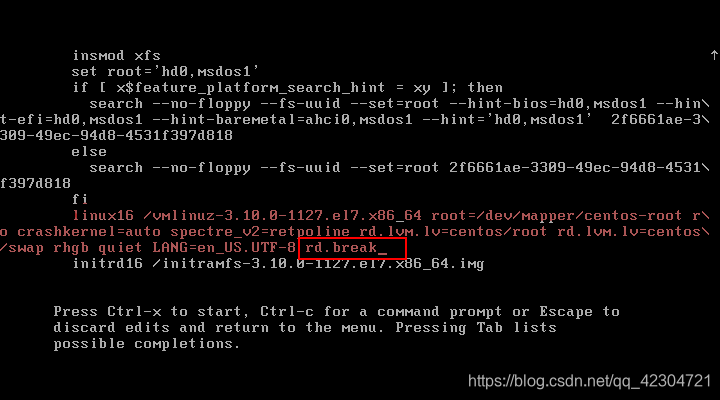 insmod xfs
set root='hd0,msdos1'
if [ x$feature_platform_search_hint = xy ]; then
search --no-floppy --fs-uuid --set=root --hint-bios=hd0,msdos1 --hin\
t-efi=hd0,msdos1 --hint-baremetal=ahci0,msdos1 --hint='hd0,msdos1' 2f6661ae-3\
309-49ec-94d8-4531f397d818
else
search --no-floppy --fs-uuid --set=root 2f6661ae-3309-49ec-94d8-4531\
f397d818
fi
linux16 /vmlinuz-3.10.0-1127.el7.x86_64 root=/dev/mapper/centos-root r\
o crashkernel=auto spectre_v2=retpoline rd.lvm.lv=centos/root rd.lvm.lv=centos\
/swap rhgb quiet LANG=en_US.UTF-8 rd.break_
initrd16 /initramfs-3.10.0-1127.el7.x86_64.img
Press Ctrl-x to start, Ctrl-c for a command prompt or Escape to
discard edits and return to the menu. Pressing Tab lists
possible completions.
https://blog.csdn.net/qq_42304721